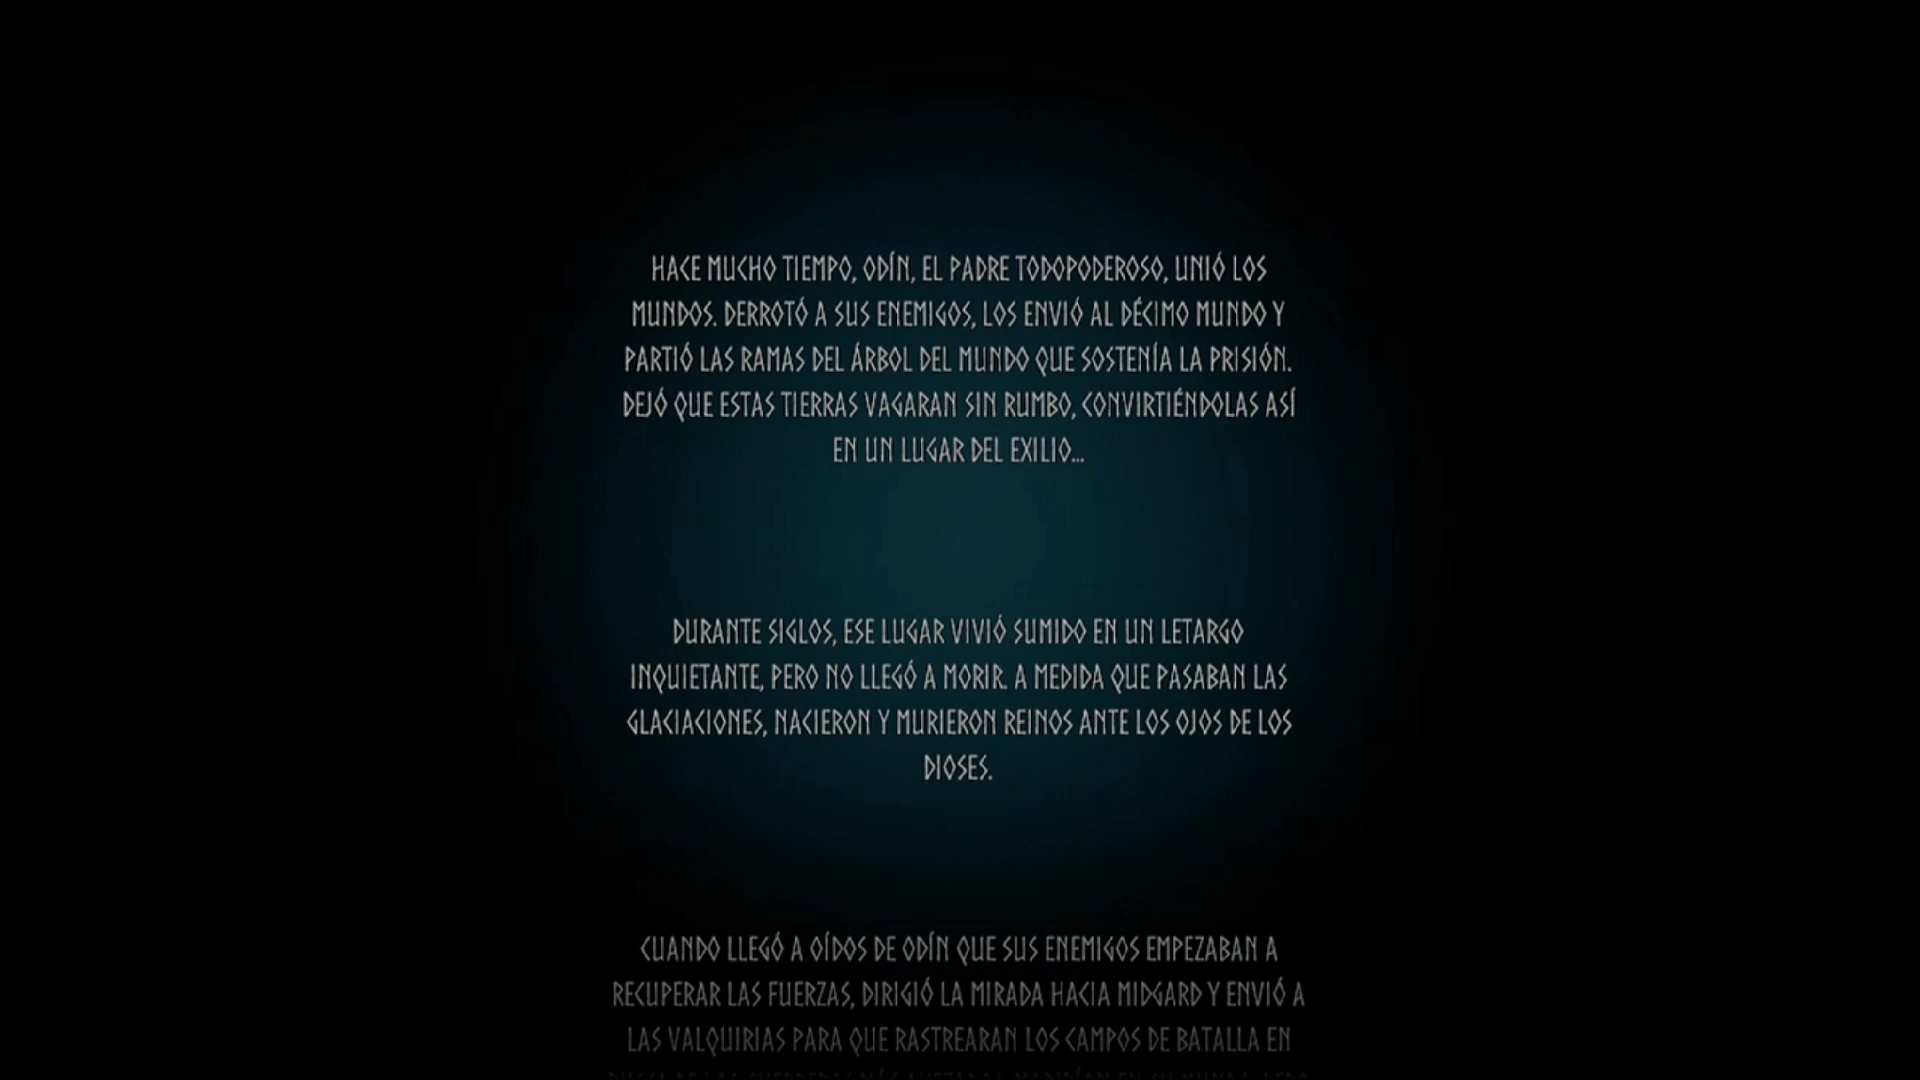 HACE MUCHO TIEMPO, ODÍN, EL PADRE TODOPODEROSO, UNIÓ LOS
MUNDOS. DERROTÓ A SUS ENEMIGOS, LOS ENVIÓ AL DÉCIMO MUNDO Y
PARTIÓ LAS RAMAS DEL ÁRBOL DEL MUNDO QUE SOSTENÍA LA PRISIÓN.
DEJÓ QUE ESTAS TIERRAS VAGARAN SIN RUMBO, CONVIRTIÉNDOLAS ASÍ
EN UN LUGAR DEL EXILIO...
DURANTE SIGLOS, ESE LUGAR VIVIÓ SUMIDO EN UN LETARGO
INQUIETANTE, PERO NO LLEGÓ A MORIR. A MEDIDA QUE PASABAN LAS
GLACIACIONES, NACIERON Y MURIERON REINOS ANTE LOS OJOS DE LOS
DIOSES.
CUANDO LLEGÓ A OÍDOS DE ODÍN QUE SUS ENEMIGOS EMPEZABAN A
RECUPERAR LAS FUERZAS, DIRIGIÓ LA MIRADA HACIA MIDGARD Y ENVIÓ A
LAS VALQUIRIAS PARA QUE RASTREARAN LOS CAMPOS DE BATALLA EN